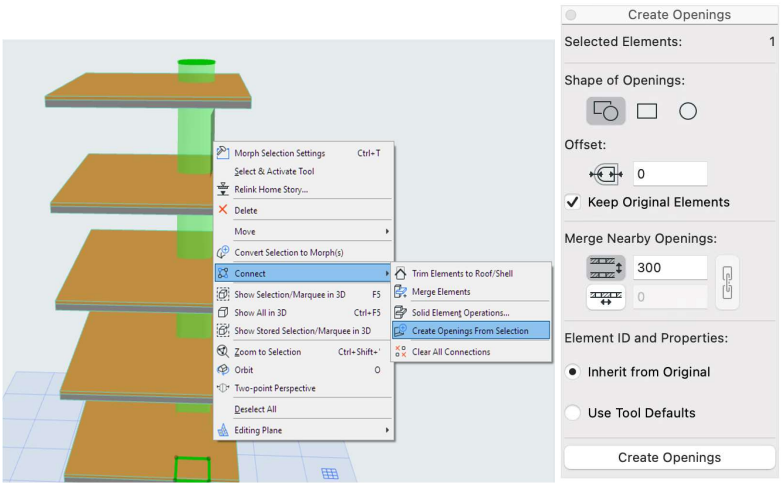 Morph Selection Settings Ctrl+T
Select & Activate Tool
Relink Home Story...
Delete
Move
Convert Selection to Morph(s)
Connect
Show Selection/Marquee in 3D F5
Show All in 3D Ctrl+F5
Show Stored Selection/Marquee in 3D
Zoom to Selection Ctrl+Shift+'
Orbit O
Two-point Perspective
Deselect All
Editing Plane
Trim Elements to Roof/Shell
Merge Elements
Solid Element Operations...
Create Openings From Selection
Clear All Connections
Create Openings
Selected Elements: 1
Shape of Openings:
Offset:
0
Keep Original Elements
Merge Nearby Openings:
300
0
Element ID and Properties:
Inherit from Original
Use Tool Defaults
Create Openings